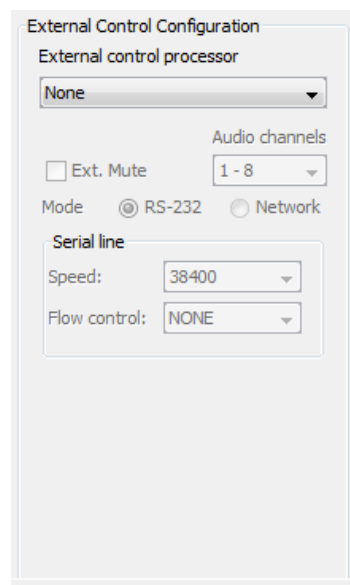 External Control Configuration
External control processor
None
Audio channels
Ext. Mute 1 - 8
Mode RS-232 Network
Serial line
Speed: 38400
Flow control: NONE